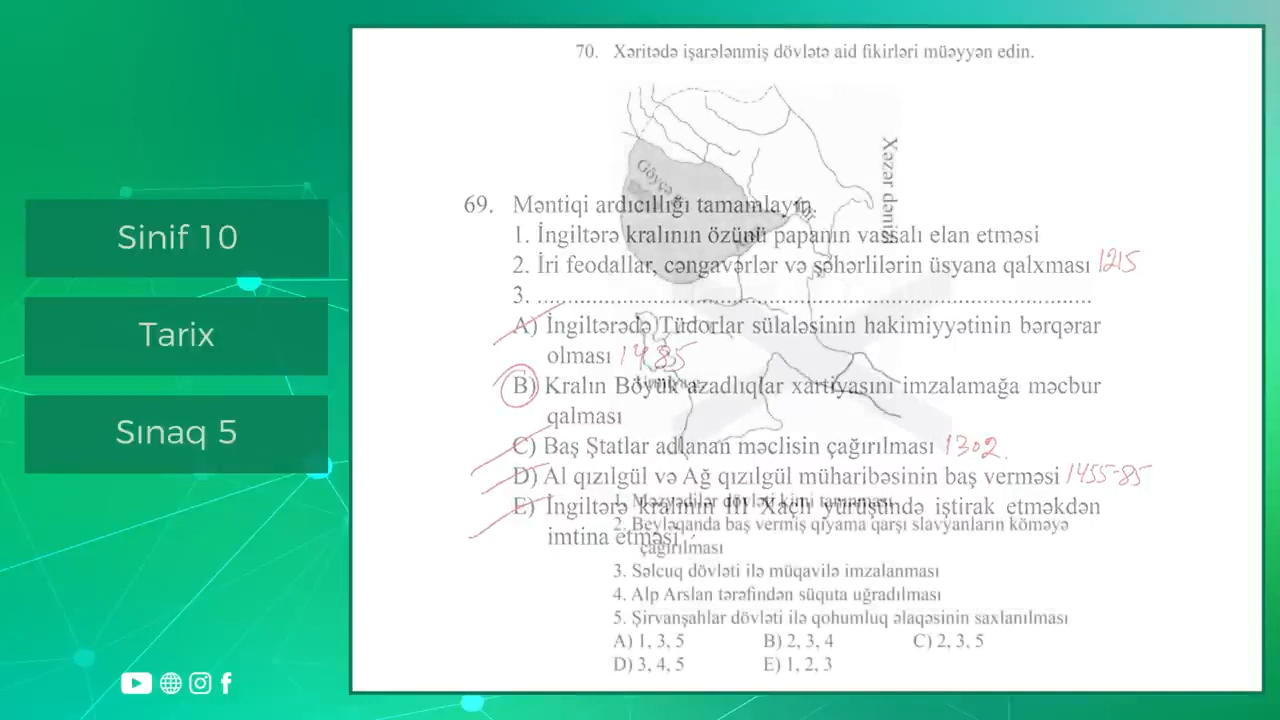 Sinif 10
Tarix
Sınaq 5
70. Xəritədə işarələnmiş dövlətə aid fikirləri müəyyən edin.
Xəzər dənizi
Göyçə
69. Məntiqi ardıcıllığı tamamlayın.
1. İngiltərə kralının özünü papanın vassalı elan etməsi
2. İri feodallar, cəngavərlər və şəhərlilərin üsyana qalxması 1215
3. ....................................................................................
A) İngiltərədə Tüdorlar sülaləsinin hakimiyyətinin bərqərar
olması 1485
B) Kralın Böyük azadlıqlar xartiyasını imzalamağa məcbur
qalması
C) Baş Ştatlar adlanan məclisin çağırılması 1302
D) Al qızılgül və Ağ qızılgül müharibəsinin baş verməsi 1455-85
E) İngiltərə kralının III Xaçlı yürüşündə iştirak etməkdən
imtina etməsi
1. Məzyədilər dövləti kimi tanınması
2. Beyləqanda baş vermiş qiyama qarşı slavyanların köməyə
çağırılması
3. Səlcuq dövləti ilə müqavilə imzalanması
4. Alp Arslan tərəfindən süquta uğradılması
5. Şirvanşahlar dövləti ilə qohumluq əlaqəsinin saxlanılması
A) 1, 3, 5 B) 2, 3, 4 C) 2, 3, 5
D) 3, 4, 5 E) 1, 2, 3